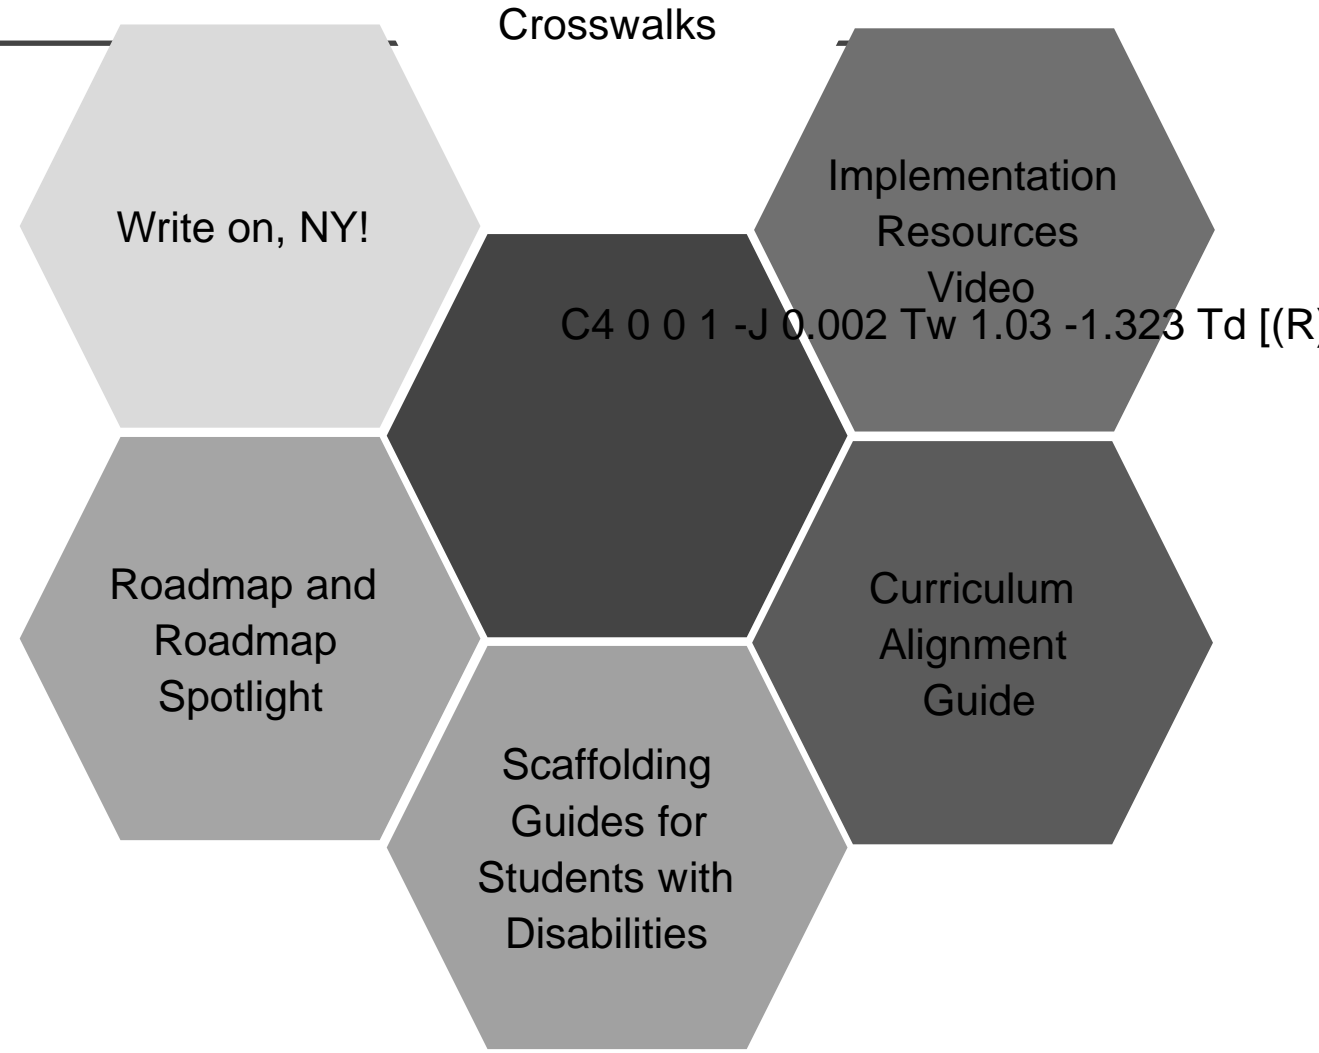 Crosswalks
Write on, NY!
Implementation
Resources
Video
C4 0 0 1 -J 0.002 Tw 1.03 -1.323 Td [(R)
Roadmap and
Roadmap
Spotlight
Curriculum
Alignment
Guide
Scaffolding
Guides for
Students with
Disabilities